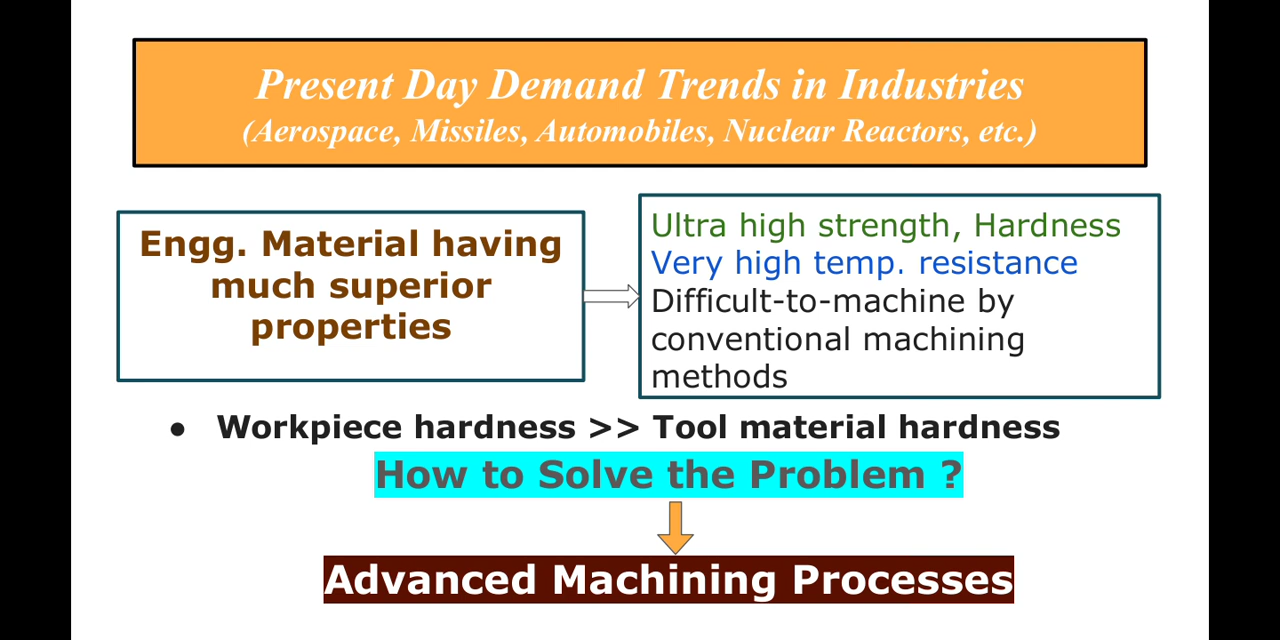 Present Day Demand Trends in Industries
(Aerospace, Missiles, Automobiles, Nuclear Reactors, etc.)
Engg. Material having
much superior
properties
Ultra high strength, Hardness
Very high temp. resistance
Difficult-to-machine by
conventional machining
methods
● Workpiece hardness >> Tool material hardness
How to Solve the Problem ?
Advanced Machining Processes